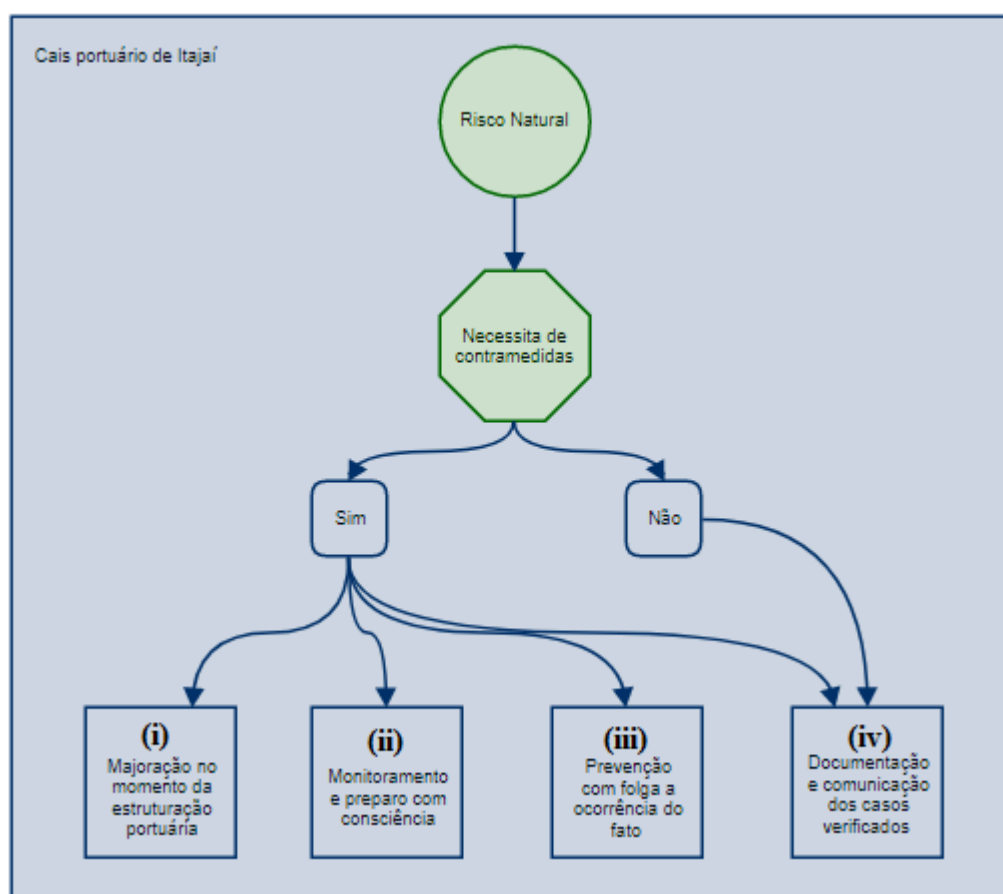 Cais portuário de Itajaí
Risco Natural
Necessita de
contramedidas
Sim
Não
(i)
Majoração no
momento da
estruturação
portuária
(ii)
Monitoramento
e preparo com
consciência
(iii)
Prevenção
com folga a
ocorrência do
fato
(iv)
Documentação
e comunicação
dos casos
verificados